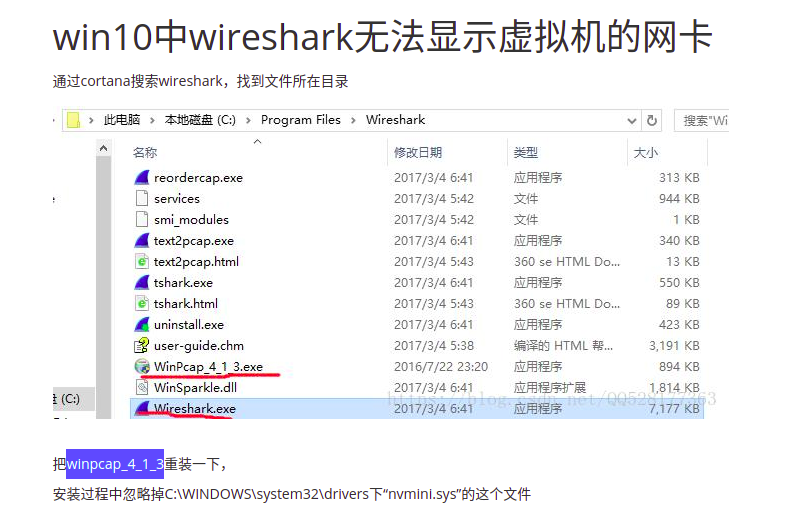 win10中wireshark无法显示虚拟机的网卡
通过cortana搜索wireshark，找到文件所在目录
此电脑 > 本地磁盘 (C:) > Program Files > Wireshark 搜索"Wi
名称 修改日期 类型 大小
reordercap.exe 2017/3/4 6:41 应用程序 313 KB
services 2017/3/4 5:42 文件 944 KB
smi_modules 2017/3/4 5:42 文件 1 KB
text2pcap.exe 2017/3/4 6:41 应用程序 340 KB
text2pcap.html 2017/3/4 5:43 360 se HTML Do... 13 KB
tshark.exe 2017/3/4 6:41 应用程序 550 KB
tshark.html 2017/3/4 5:43 360 se HTML Do... 89 KB
uninstall.exe 2017/3/4 6:41 应用程序 423 KB
user-guide.chm 2017/3/4 5:38 编译的 HTML 帮... 3,191 KB
WinPcap_4_1_3.exe 2016/7/22 23:20 应用程序 894 KB
WinSparkle.dll 2017/3/4 6:41 应用程序扩展 1,814 KB
(C:)
Wireshark.exe 2017/3/4 6:41 应用程序 7,177 KB
https://blog.csdn.net/QQ528177363
把winpcap_4_1_3重装一下，
安装过程中忽略掉C:\WINDOWS\system32\drivers下“nvmini.sys”的这个文件